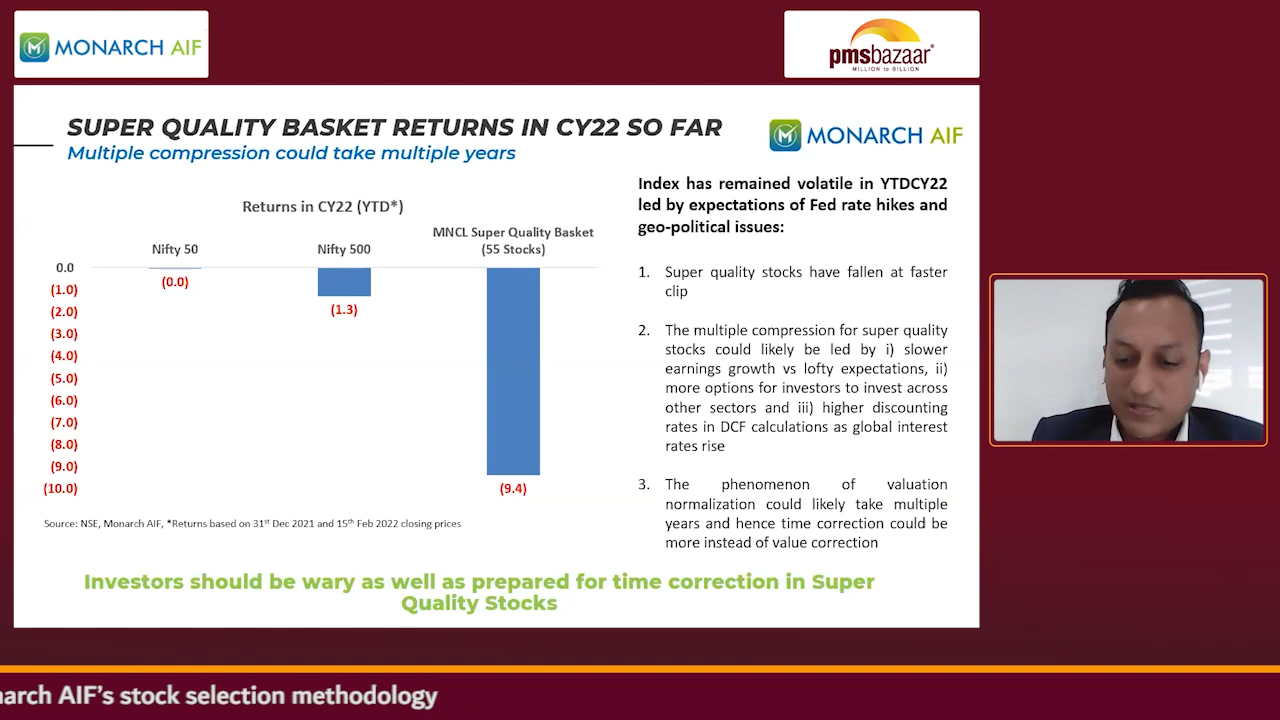 MONARCH AIF
pmsbazaar
MILLION to BILLION
SUPER QUALITY BASKET RETURNS IN CY22 SO FAR
Multiple compression could take multiple years
MONARCH AIF
Returns in CY22 (YTD*)
Nifty 50
Nifty 500
MNCL Super Quality Basket
(55 Stocks)
0.0
(1.0)
(2.0)
(3.0)
(4.0)
(5.0)
(6.0)
(7.0)
(8.0)
(9.0)
(10.0)
(0.0)
(1.3)
(9.4)
Source: NSE, Monarch AIF, *Returns based on 31st Dec 2021 and 15th Feb 2022 closing prices
Index has remained volatile in YTDCY22
led by expectations of Fed rate hikes and
geo-political issues:
1. Super quality stocks have fallen at faster
clip
2. The multiple compression for super quality
stocks could likely be led by i) slower
earnings growth vs lofty expectations, ii)
more options for investors to invest across
other sectors and iii) higher discounting
rates in DCF calculations as global interest
rates rise
3. The phenomenon of valuation
normalization could likely take multiple
years and hence time correction could be
more instead of value correction
Investors should be wary as well as prepared for time correction in Super
Quality Stocks
narch AIF's stock selection methodology